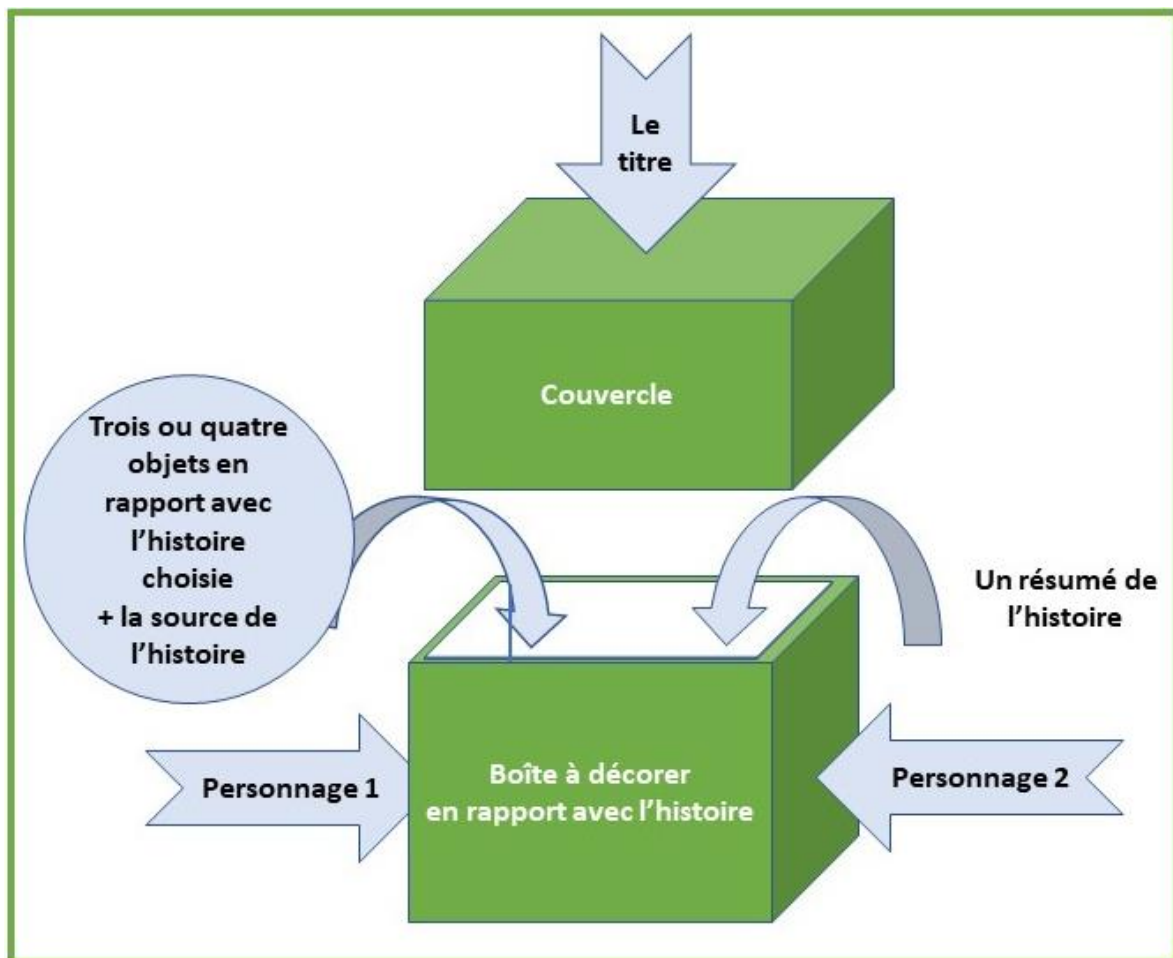 Le
titre
Couvercle
Trois ou quatre
objets en
rapport avec
l'histoire
choisie
+ la source de
l'histoire
Un résumé de
l'histoire
Personnage 1
Boîte à décorer
en rapport avec l'histoire
Personnage 2